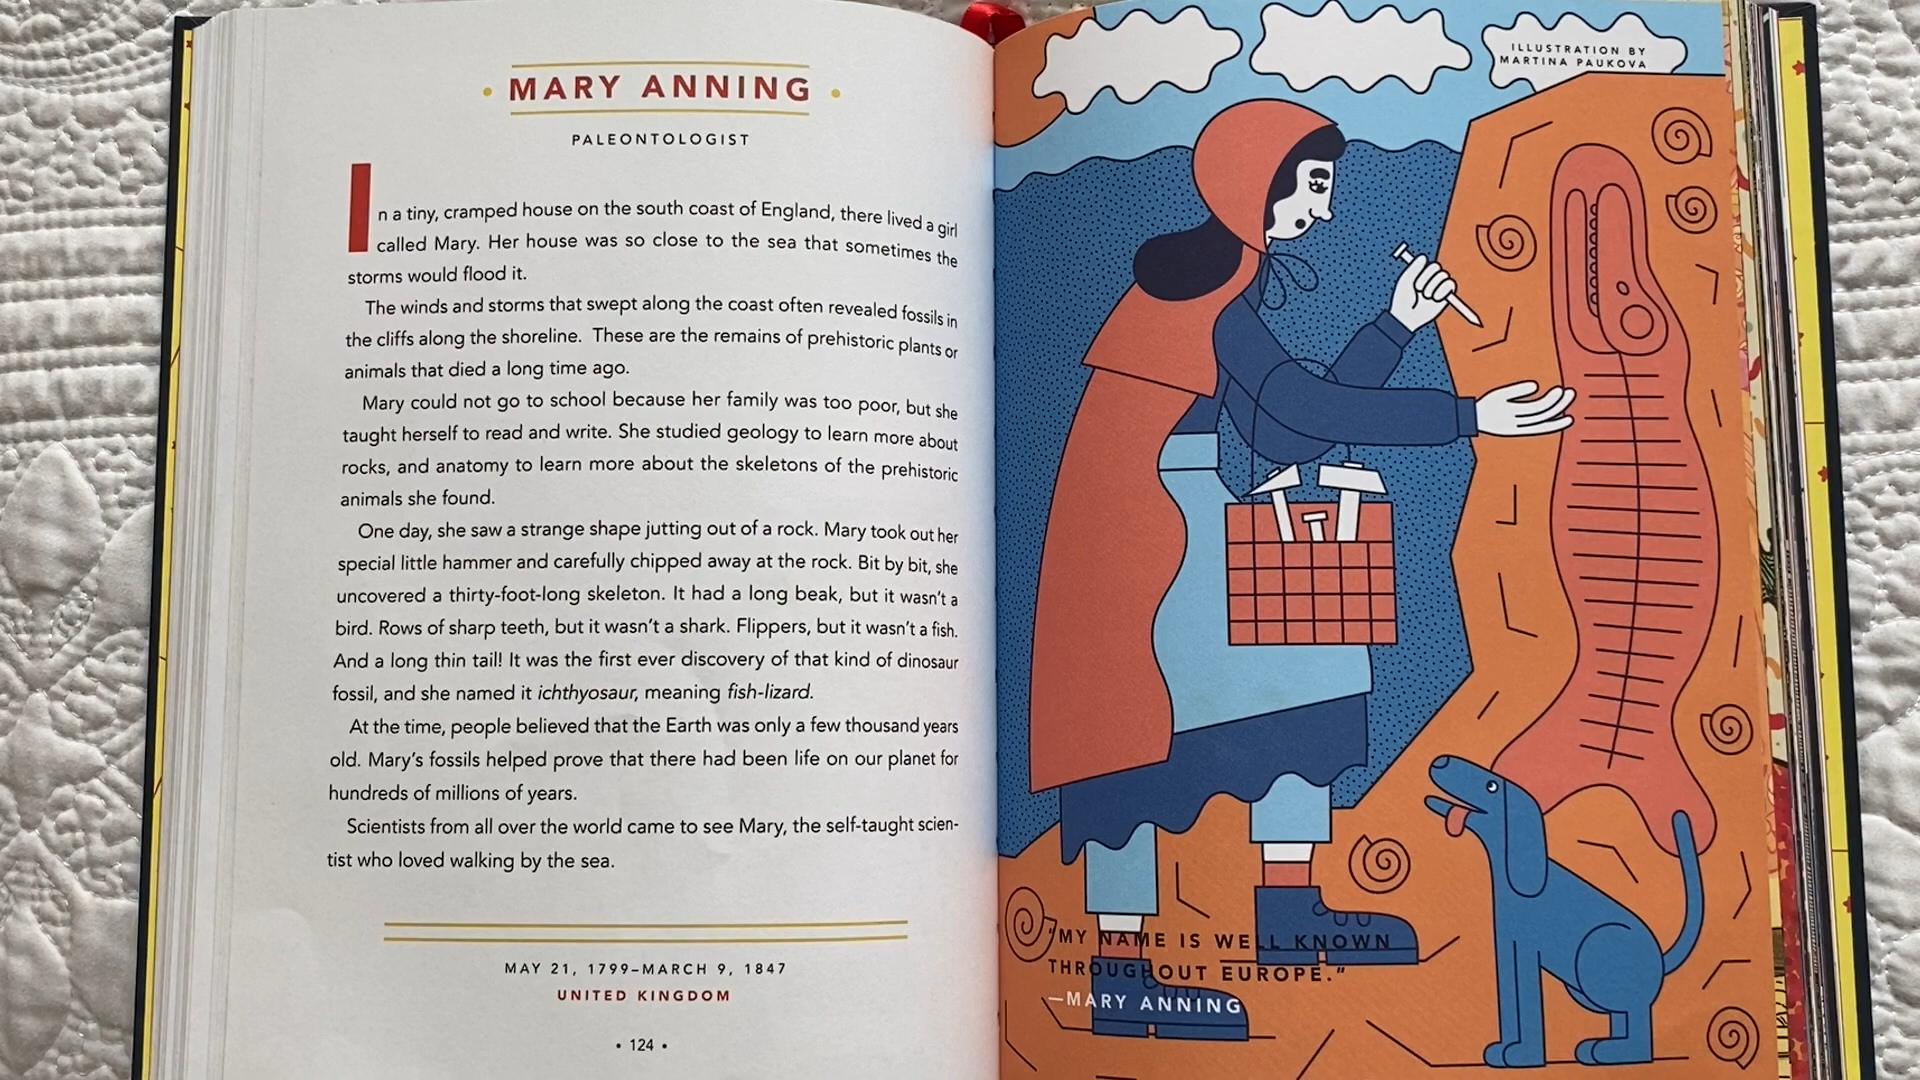 MARY ANNING
PALEONTOLOGIST
In a tiny, cramped house on the south coast of England, there lived a girl
called Mary. Her house was so close to the sea that sometimes the
storms would flood it.
The winds and storms that swept along the coast often revealed fossils in
the cliffs along the shoreline. These are the remains of prehistoric plants or
animals that died a long time ago.
Mary could not go to school because her family was too poor, but she
taught herself to read and write. She studied geology to learn more about
rocks, and anatomy to learn more about the skeletons of the prehistoric
animals she found.
One day, she saw a strange shape jutting out of a rock. Mary took out her
special little hammer and carefully chipped away at the rock. Bit by bit, she
uncovered a thirty-foot-long skeleton. It had a long beak, but it wasn't a
bird. Rows of sharp teeth, but it wasn't a shark. Flippers, but it wasn't a fish.
And a long thin tail! It was the first ever discovery of that kind of dinosaur
fossil, and she named it ichthyosaur, meaning fish-lizard.
At the time, people believed that the Earth was only a few thousand years
old. Mary's fossils helped prove that there had been life on our planet for
hundreds of millions of years.
Scientists from all over the world came to see Mary, the self-taught scien-
tist who loved walking by the sea.
MAY 21, 1799–MARCH 9, 1847
UNITED KINGDOM
• 124 •
ILLUSTRATION BY
MARTINA PAUKOVA
"MY NAME IS WELL KNOWN
THROUGHOUT EUROPE."
—MARY ANNING